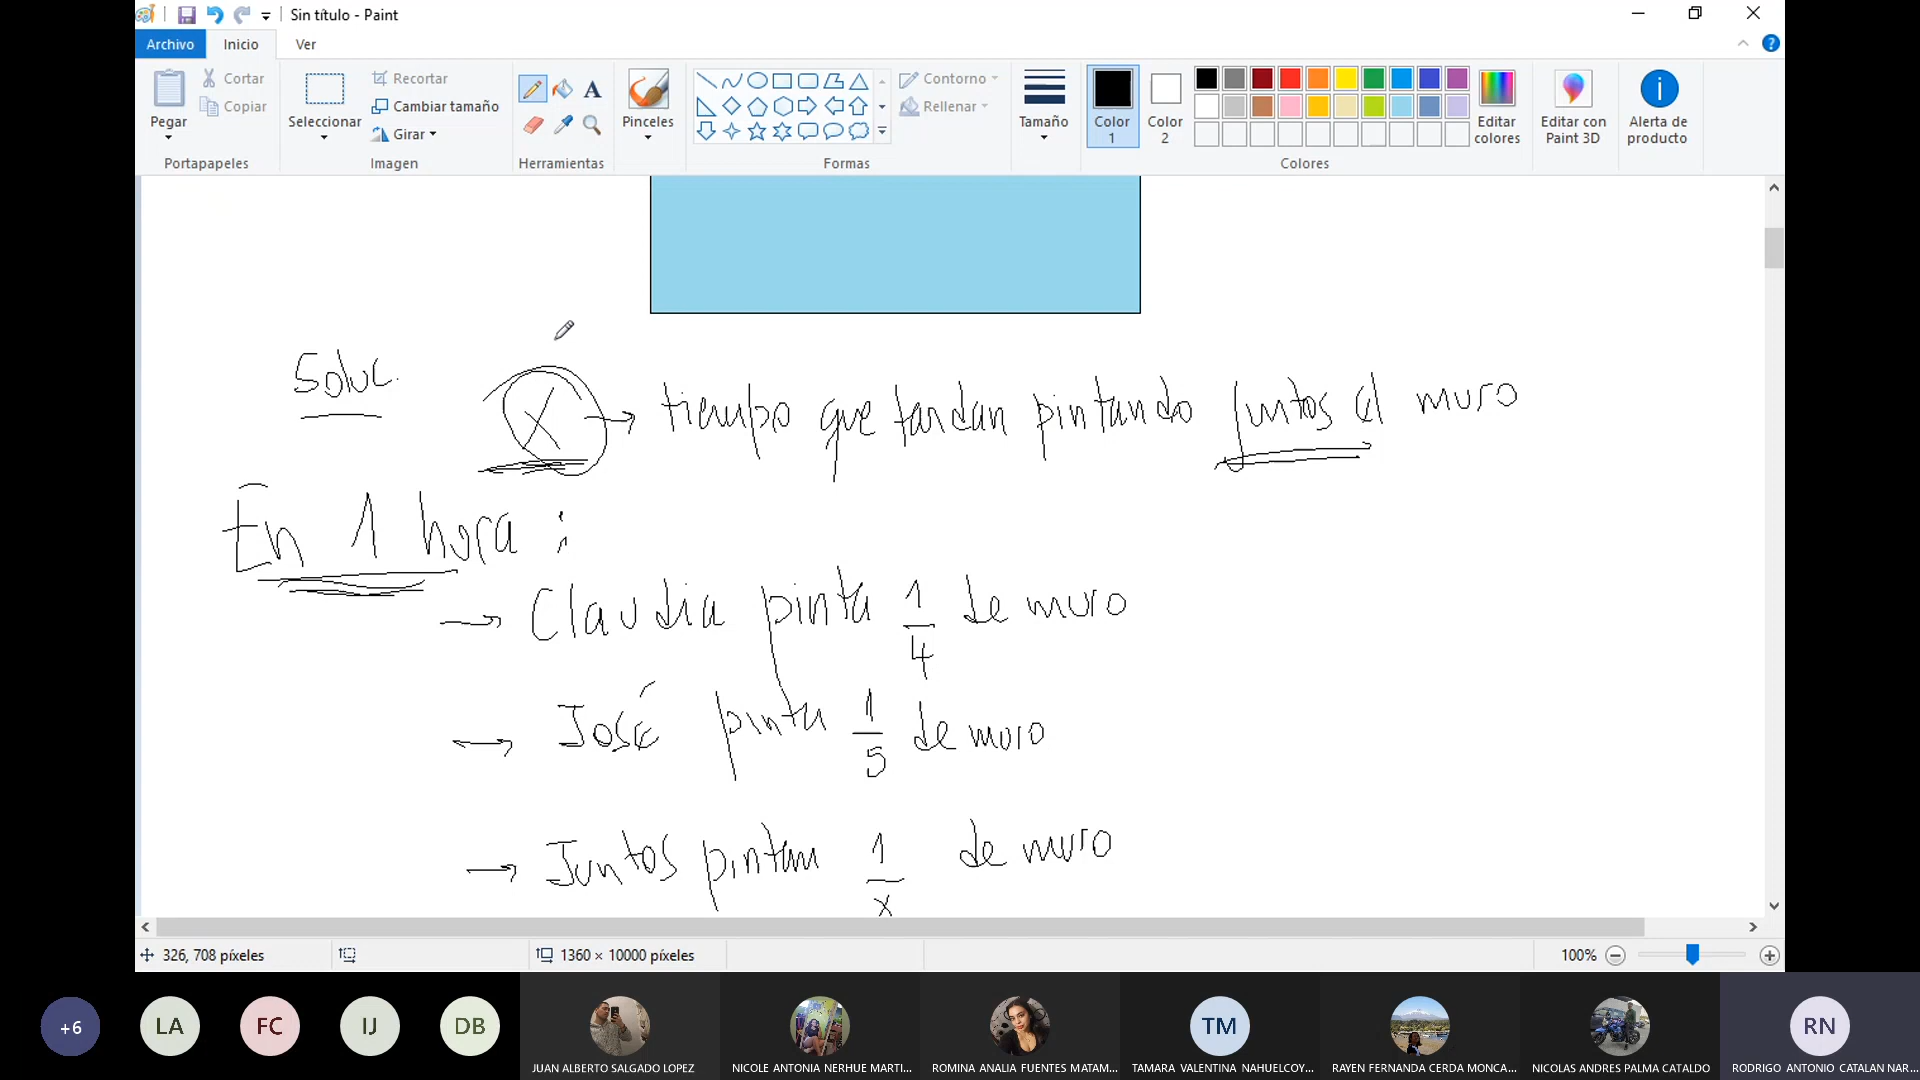 Sin título - Paint
Archivo Inicio Ver
Pegar
Cortar
Copiar
Portapapeles
Seleccionar
Recortar
Cambiar tamaño
Girar
Imagen
A
Herramientas
Pinceles
Contorno
Rellenar
Formas
Tamaño
Color 1
Color 2
Editar colores
Colores
Editar con Paint 3D
Alerta de producto
Soluc.
X → tiempo que tardan pintando juntos el muro
En 1 hora :
→ Claudia pinta 1/4 de muro
→ José pinta 1/5 de muro
→ Juntos pintan 1/x de muro
326, 708 píxeles
1360 × 10000 píxeles
100%
+6 LA FC IJ DB TM RN
JUAN ALBERTO SALGADO LOPEZ
NICOLE ANTONIA NERHUE MARTI...
ROMINA ANALIA FUENTES MATAM...
TAMARA VALENTINA NAHUELCOY...
RAYEN FERNANDA CERDA MONCA...
NICOLAS ANDRES PALMA CATALDO
RODRIGO ANTONIO CATALAN NAR...